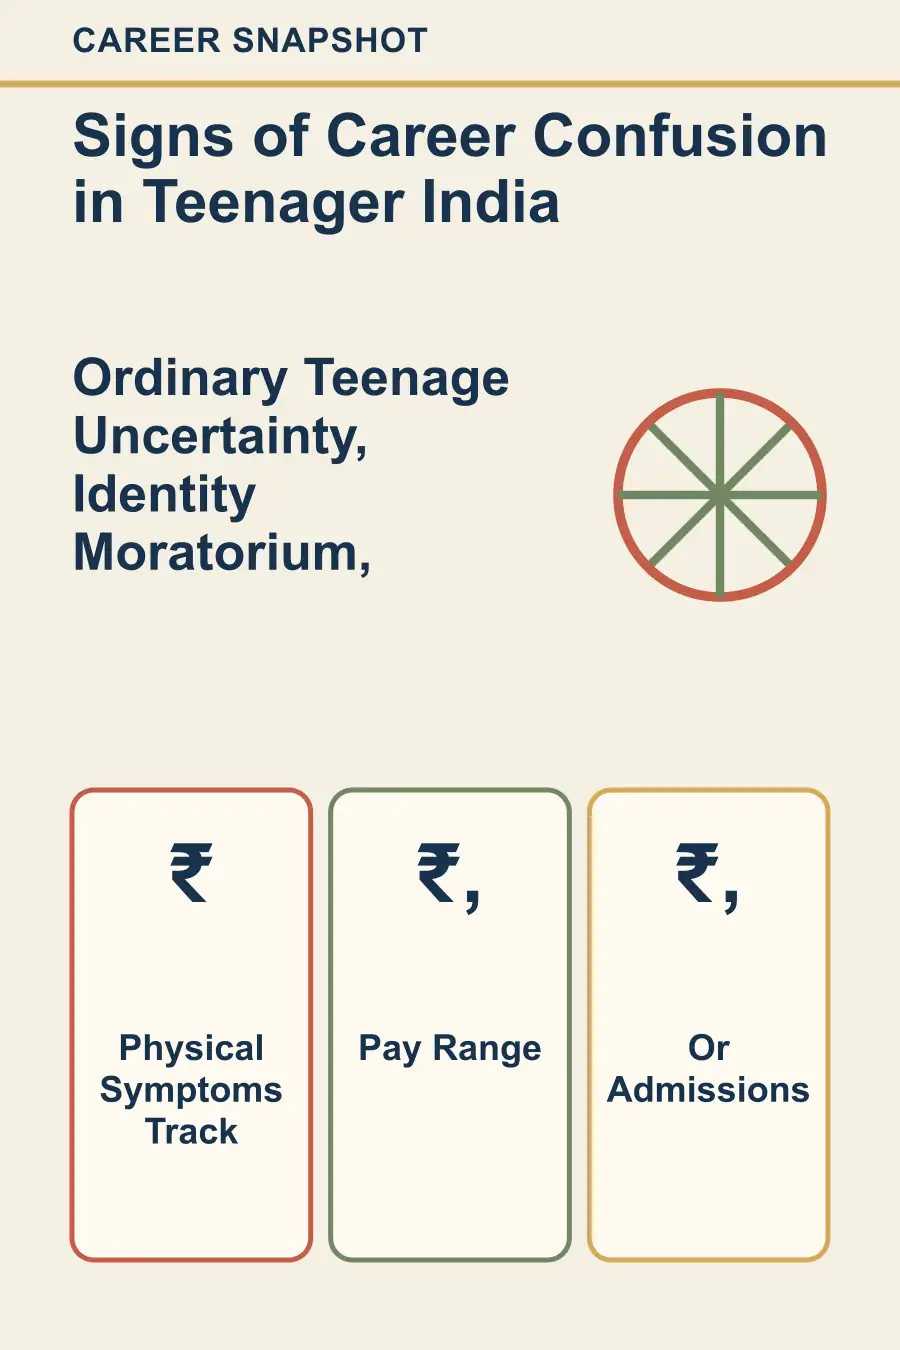 CAREER SNAPSHOT
Signs of Career Confusion
in Teenager India
Ordinary Teenage
Uncertainty,
Identity
Moratorium,
₹
Physical
Symptoms
Track
₹,
Pay Range
₹,
Or
Admissions